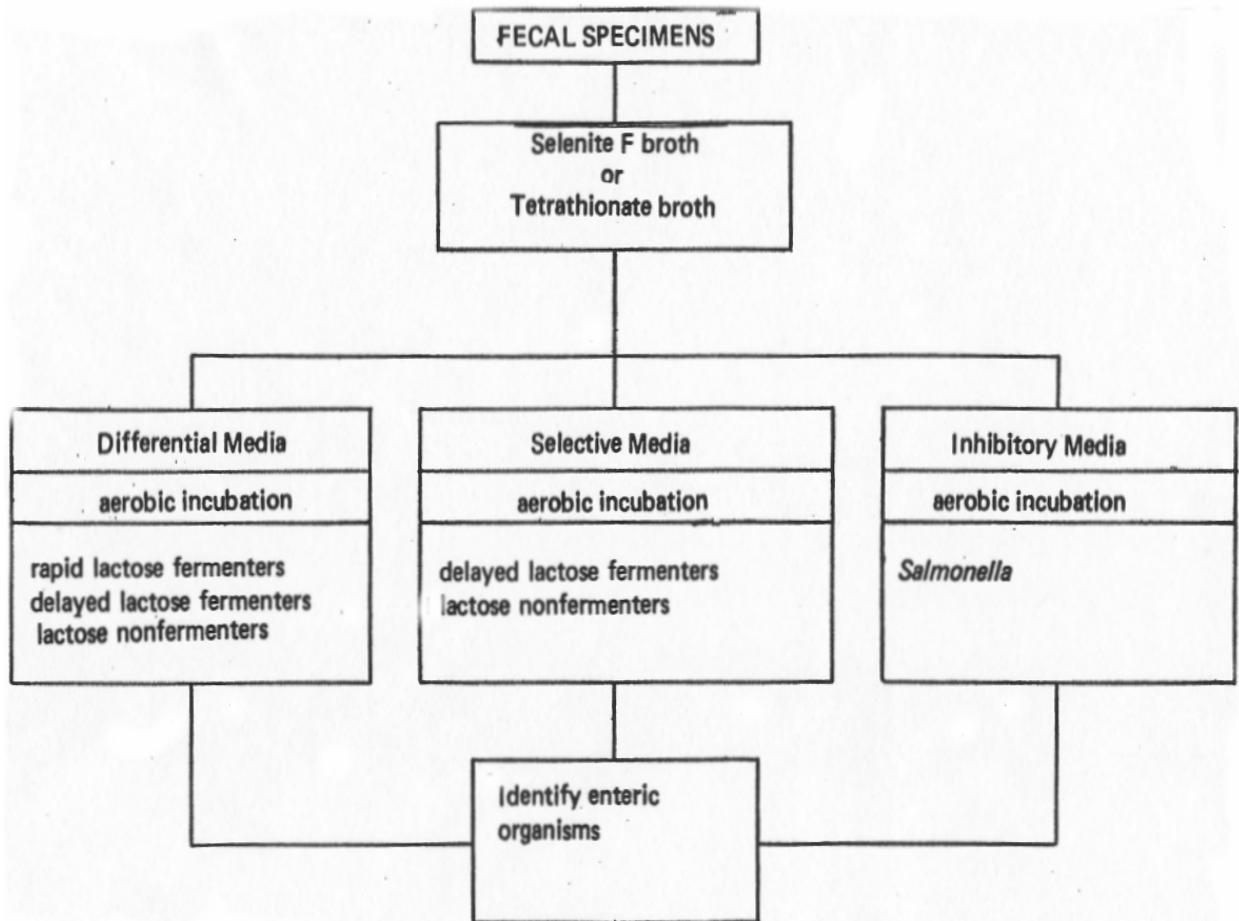 FECAL SPECIMENS
Selenite F broth
or
Tetrathionate broth
Differential Media
aerobic incubation
rapid lactose fermenters
delayed lactose fermenters
lactose nonfermenters
Selective Media
aerobic incubation
delayed lactose fermenters
lactose nonfermenters
Inhibitory Media
aerobic incubation
Salmonella
Identify enteric
organisms